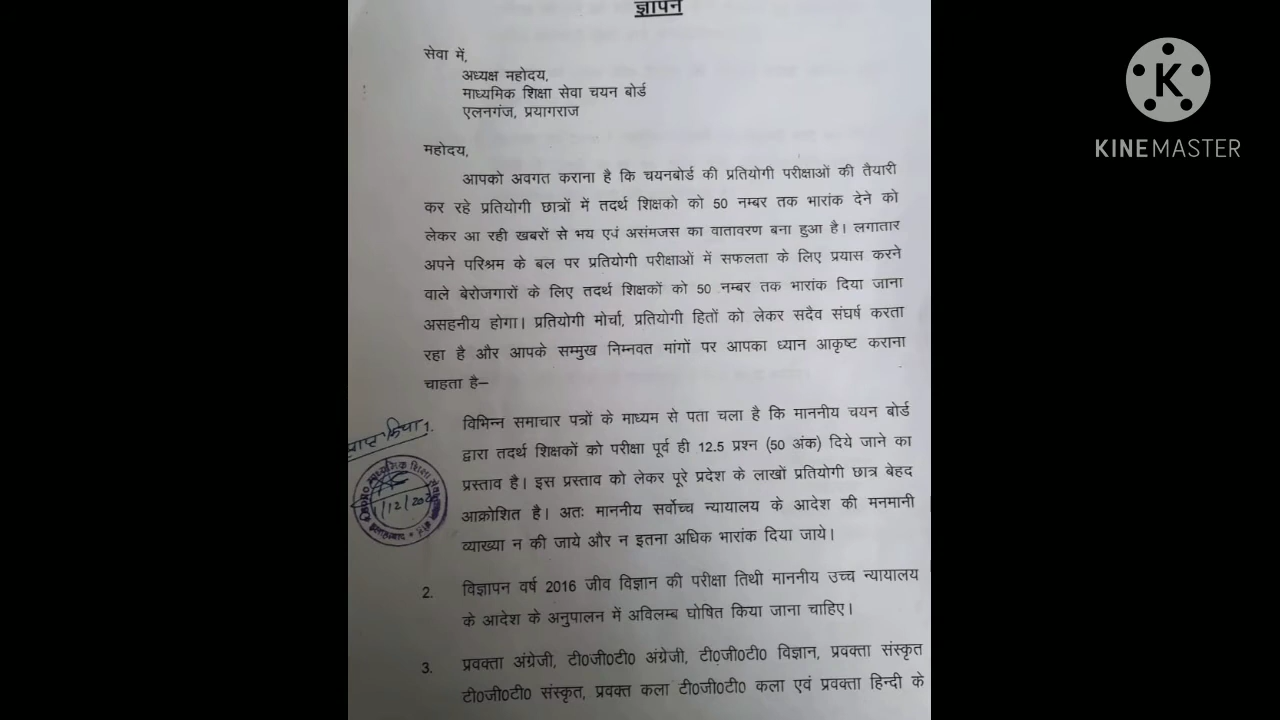 ज्ञापन
सेवा में,
अध्यक्ष महोदय,
माध्यमिक शिक्षा सेवा चयन बोर्ड
एलनगंज, प्रयागराज
महोदय,
आपको अवगत कराना है कि चयनबोर्ड की प्रतियोगी परीक्षाओं की तैयारी
कर रहे प्रतियोगी छात्रों में तदर्थ शिक्षको को 50 नम्बर तक भारांक देने को
लेकर आ रही खबरों से भय एवं असंमजस का वातावरण बना हुआ है। लगातार
अपने परिश्रम के बल पर प्रतियोगी परीक्षाओं में सफलता के लिए प्रयास करने
वाले बेरोजगारों के लिए तदर्थ शिक्षकों को 50 नम्बर तक भारांक दिया जाना
असहनीय होगा। प्रतियोगी मोर्चा, प्रतियोगी हितों को लेकर सदैव संघर्ष करता
रहा है और आपके सम्मुख निम्नवत मांगों पर आपका ध्यान आकृष्ट कराना
चाहता है–
1. विभिन्न समाचार पत्रों के माध्यम से पता चला है कि माननीय चयन बोर्ड
द्वारा तदर्थ शिक्षकों को परीक्षा पूर्व ही 12.5 प्रश्न (50 अंक) दिये जाने का
प्रस्ताव है। इस प्रस्ताव को लेकर पूरे प्रदेश के लाखों प्रतियोगी छात्र बेहद
आक्रोशित है। अतः माननीय सर्वोच्च न्यायालय के आदेश की मनमानी
व्याख्या न की जाये और न इतना अधिक भारांक दिया जाये।
2. विज्ञापन वर्ष 2016 जीव विज्ञान की परीक्षा तिथी माननीय उच्च न्यायालय
के आदेश के अनुपालन में अविलम्ब घोषित किया जाना चाहिए।
3. प्रवक्ता अंग्रेजी, टी0जी0टी0 अंग्रेजी, टी0जी0टी0 विज्ञान, प्रवक्ता संस्कृत
टी0जी0टी0 संस्कृत, प्रवक्त कला टी0जी0टी0 कला एवं प्रवक्ता हिन्दी के
प्राप्त किया
माध्यमिक शिक्षा
इलाहाबाद
K
KINEMASTER